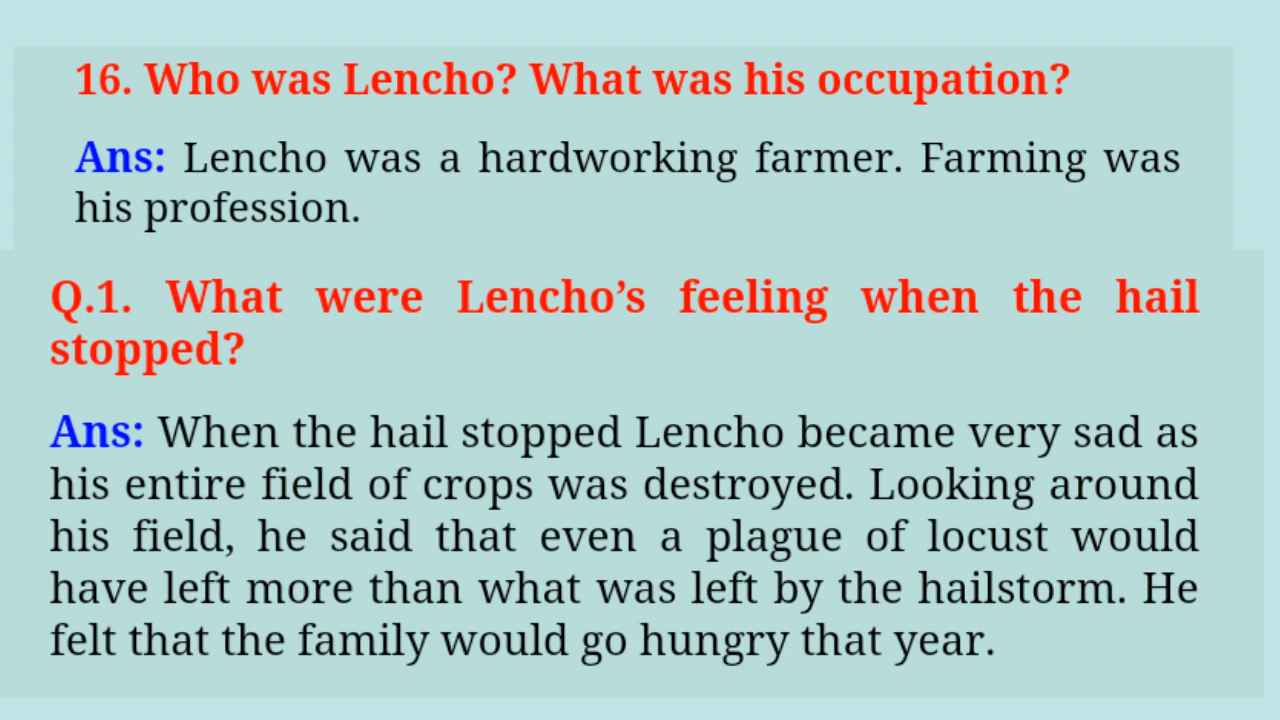 16. Who was Lencho? What was his occupation?
Ans: Lencho was a hardworking farmer. Farming was
his profession.
Q.1. What were Lencho’s feeling when the hail
stopped?
Ans: When the hail stopped Lencho became very sad as
his entire field of crops was destroyed. Looking around
his field, he said that even a plague of locust would
have left more than what was left by the hailstorm. He
felt that the family would go hungry that year.